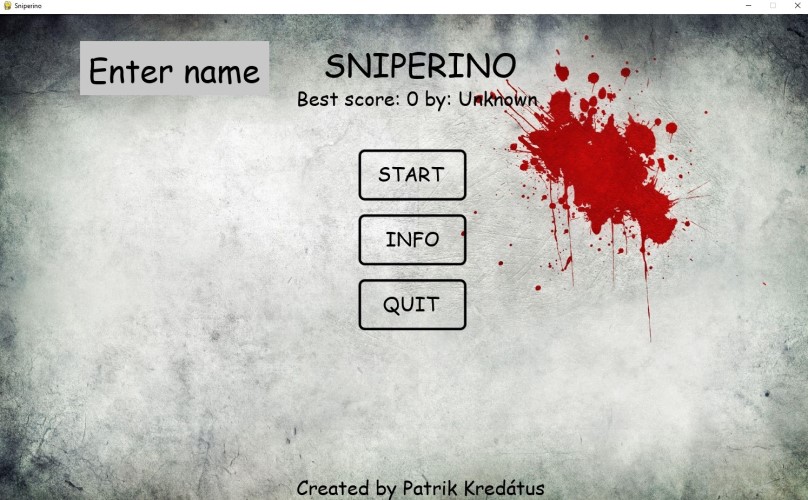 Sniperino
Enter name
SNIPERINO
Best score: 0 by: Unknown
START
INFO
QUIT
Created by Patrik Kredátus